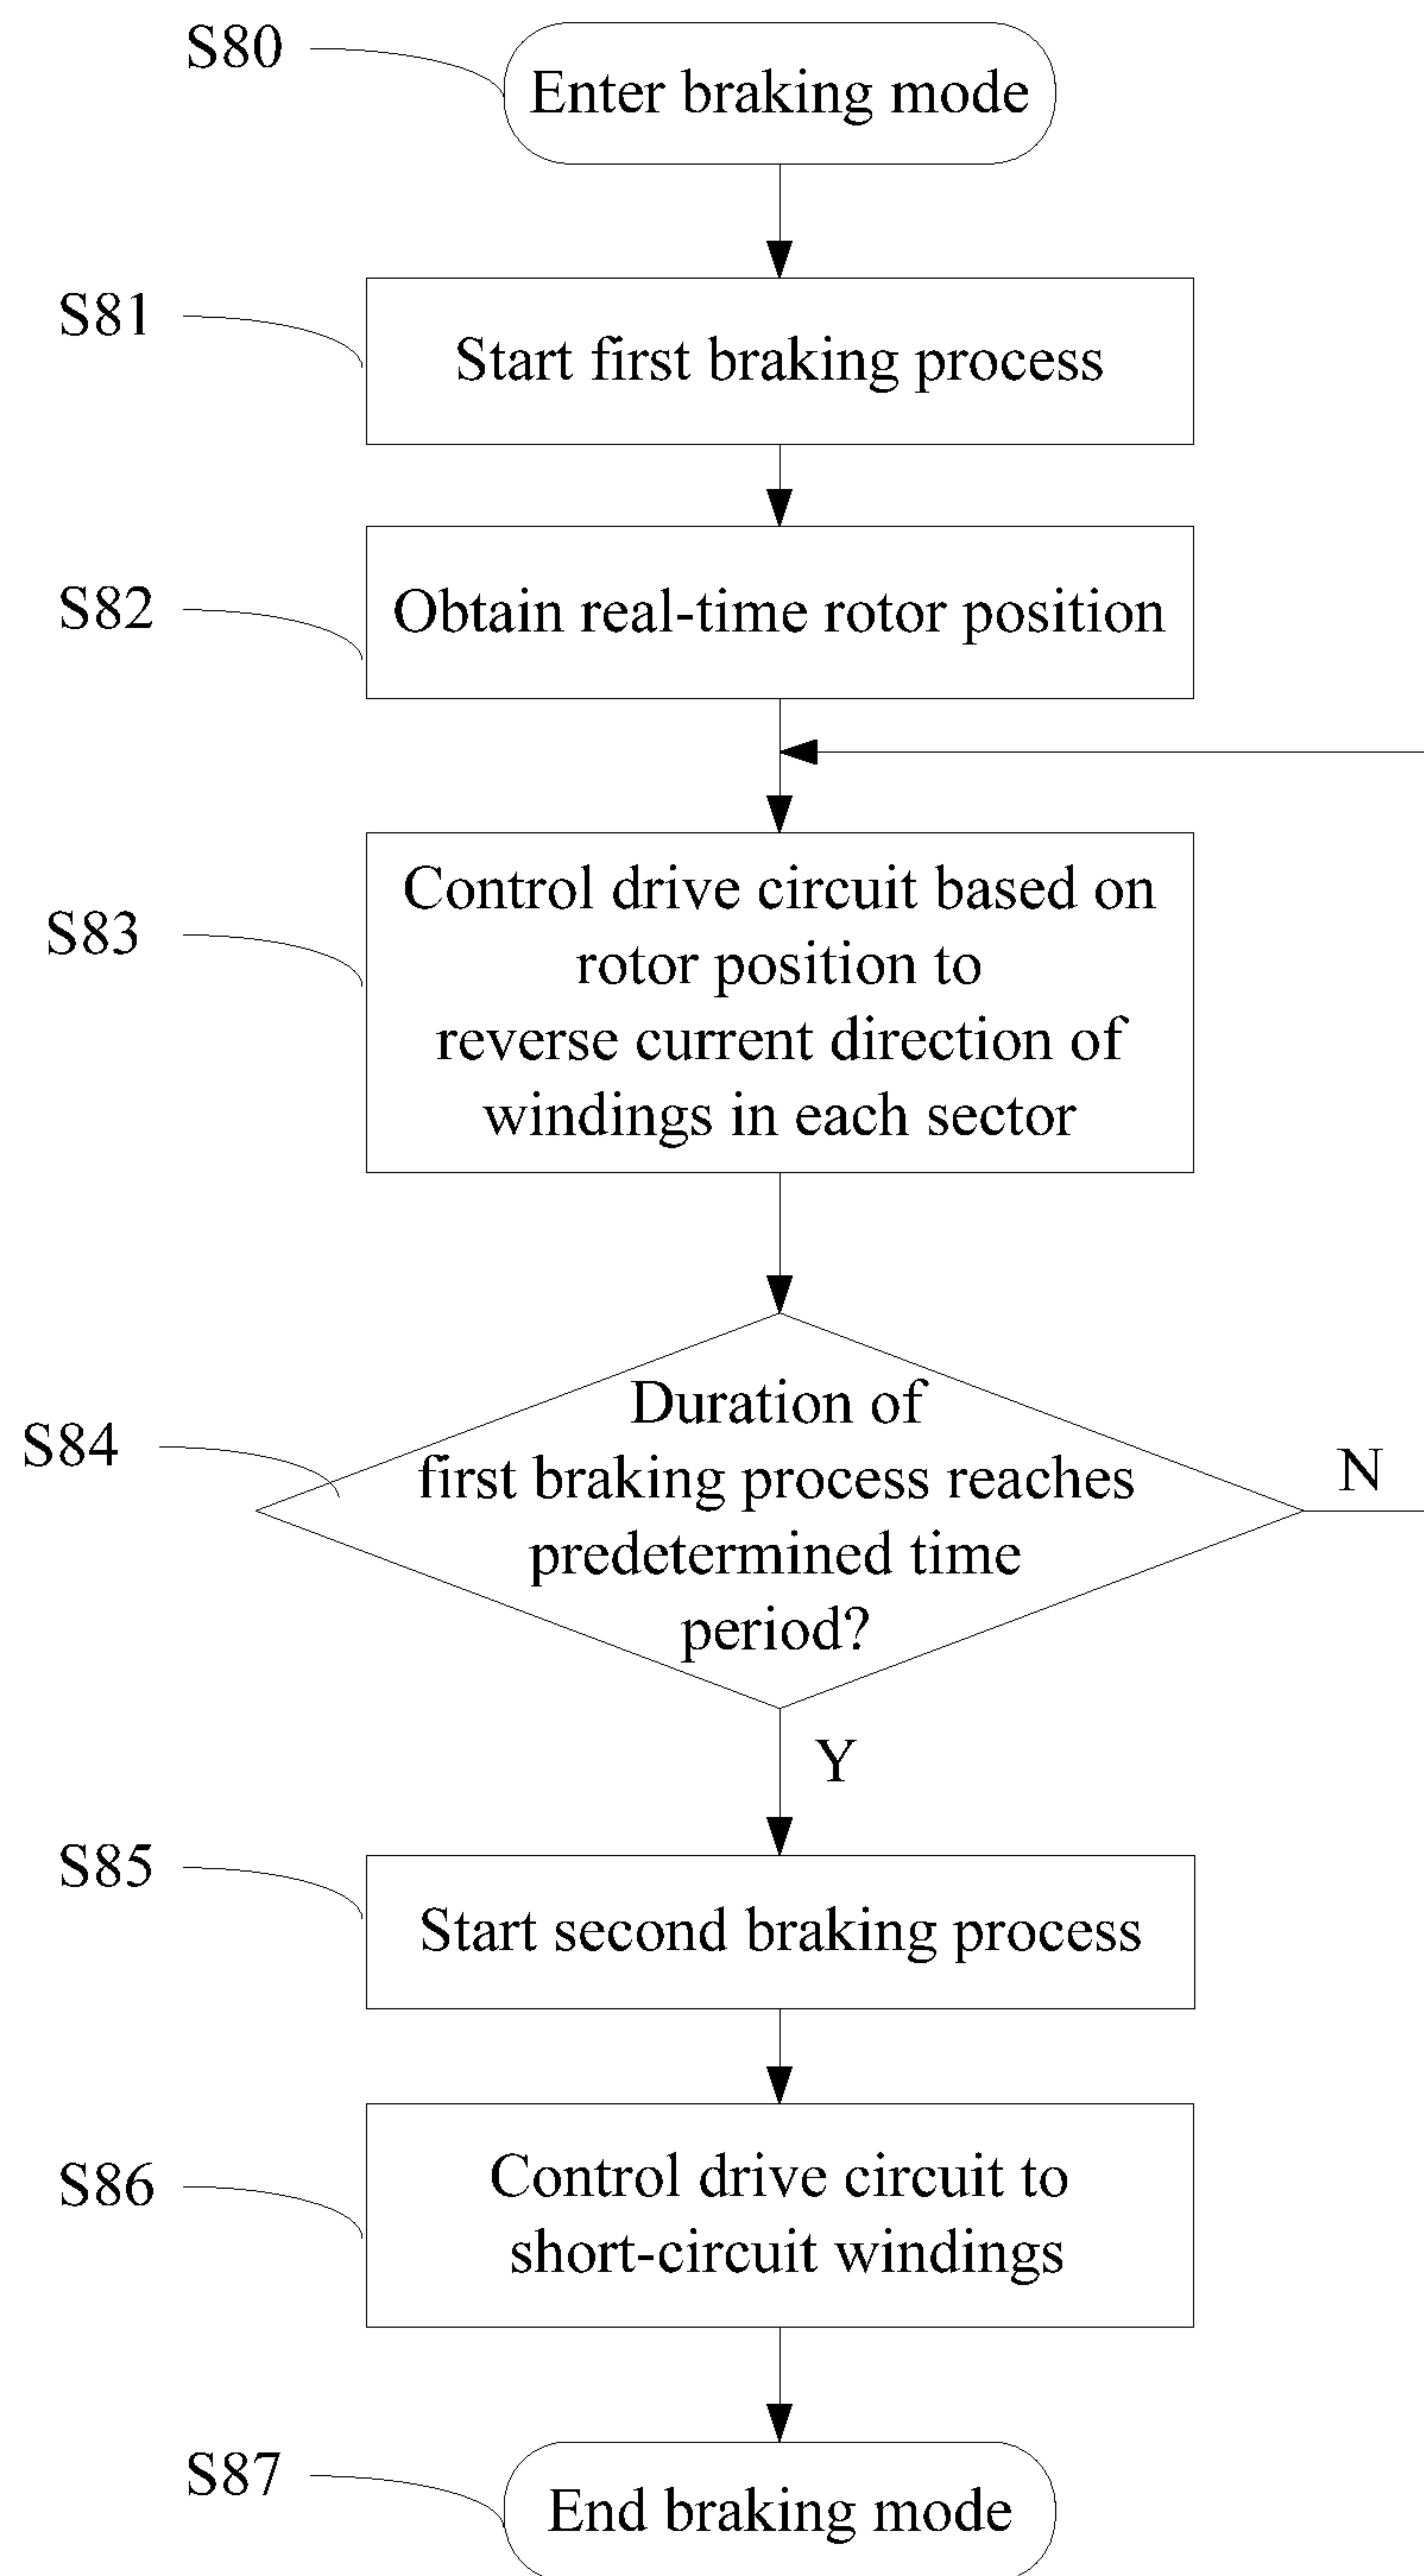 S80
Enter braking mode
S81
Start first braking process
S82
Obtain real-time rotor position
S83
Control drive circuit based on
rotor position to
reverse current direction of
windings in each sector
S84
Duration of
first braking process reaches
predetermined time
period?
N
Y
S85
Start second braking process
S86
Control drive circuit to
short-circuit windings
S87
End braking mode